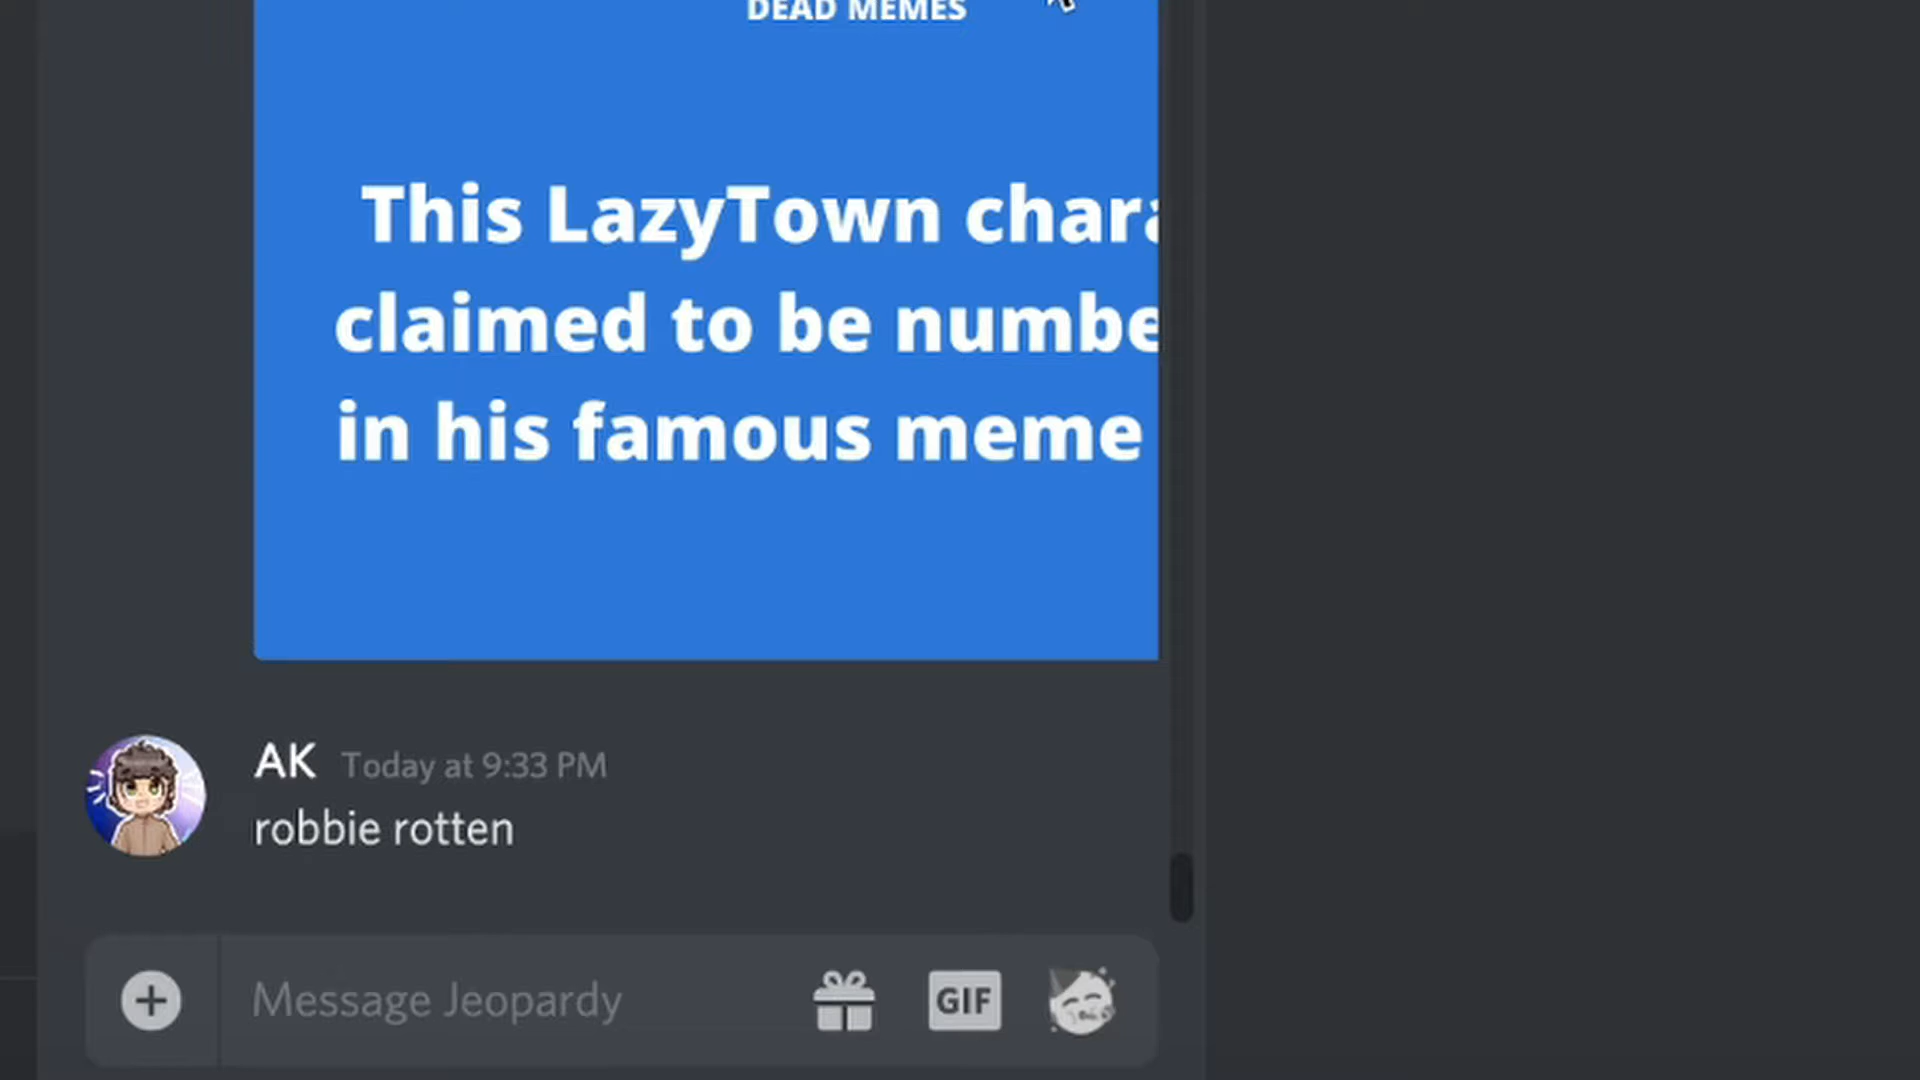 DEAD MEMES
This LazyTown chara
claimed to be numbe
in his famous meme
AK Today at 9:33 PM
robbie rotten
Message Jeopardy
GIF